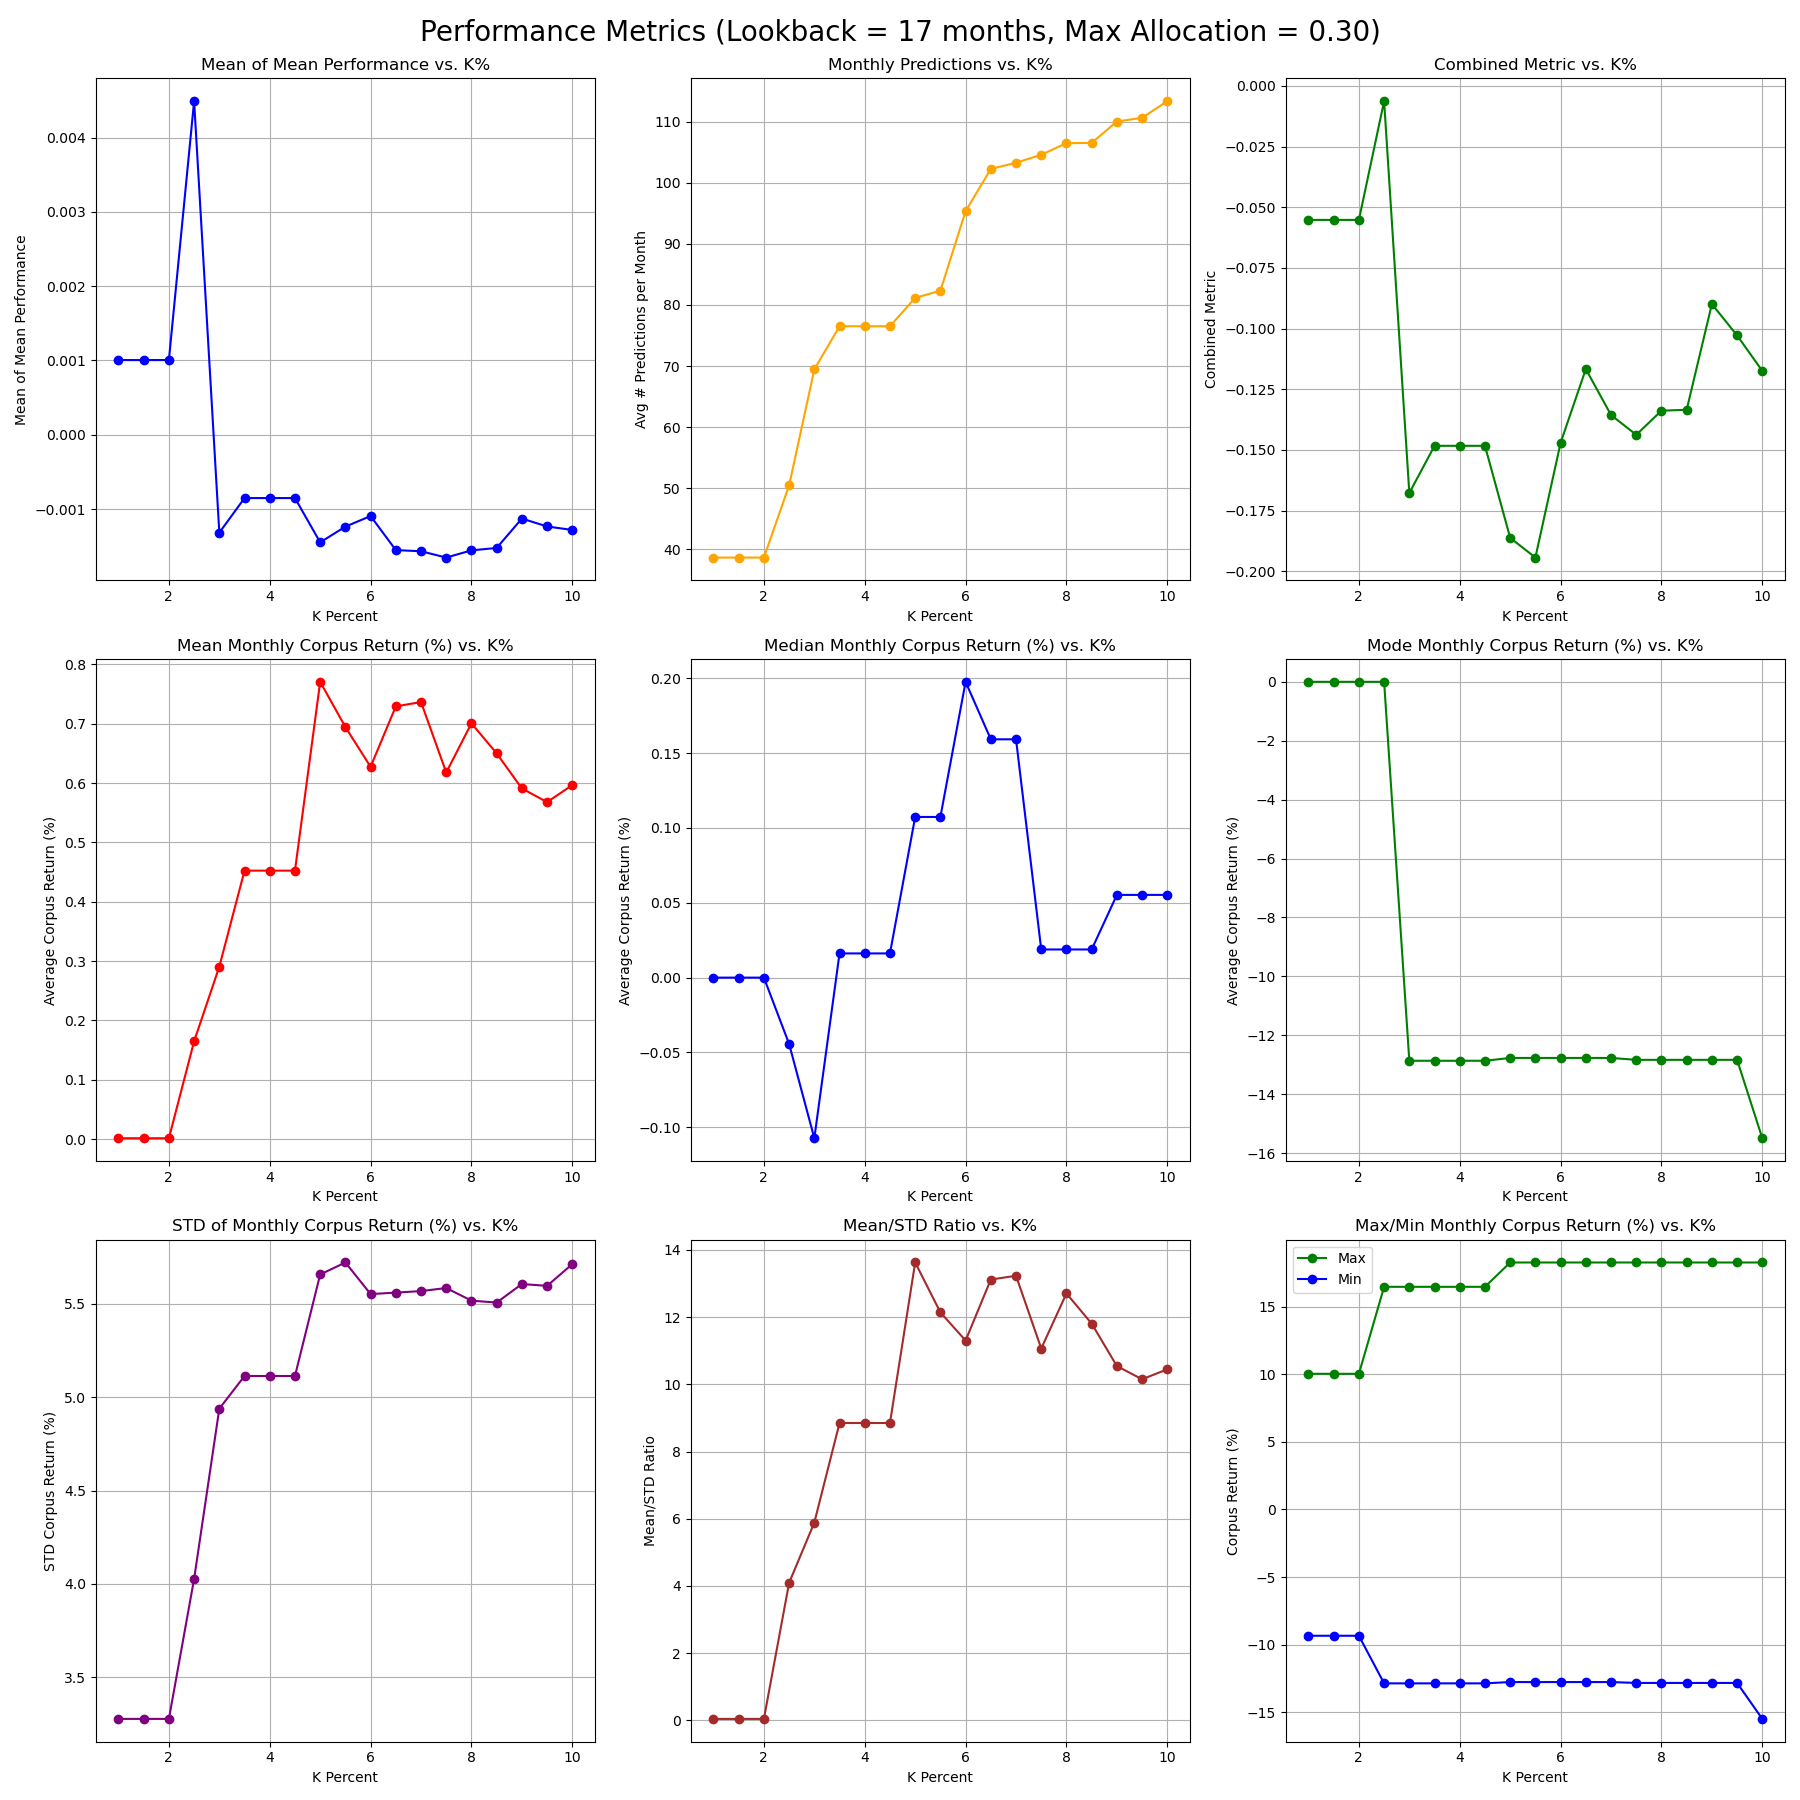 Performance Metrics (Lookback = 17 months, Max Allocation = 0.30)
Mean of Mean Performance vs. K%
Mean of Mean Performance
0.004
0.003
0.002
0.001
0.000
−0.001
2 4 6 8 10
K Percent
Monthly Predictions vs. K%
Avg # Predictions per Month
110
100
90
80
70
60
50
40
2 4 6 8 10
K Percent
Combined Metric vs. K%
Combined Metric
0.000
−0.025
−0.050
−0.075
−0.100
−0.125
−0.150
−0.175
−0.200
2 4 6 8 10
K Percent
Mean Monthly Corpus Return (%) vs. K%
Average Corpus Return (%)
0.8
0.7
0.6
0.5
0.4
0.3
0.2
0.1
0.0
2 4 6 8 10
K Percent
Median Monthly Corpus Return (%) vs. K%
Average Corpus Return (%)
0.20
0.15
0.10
0.05
0.00
−0.05
−0.10
2 4 6 8 10
K Percent
Mode Monthly Corpus Return (%) vs. K%
Average Corpus Return (%)
0
−2
−4
−6
−8
−10
−12
−14
−16
2 4 6 8 10
K Percent
STD of Monthly Corpus Return (%) vs. K%
STD Corpus Return (%)
5.5
5.0
4.5
4.0
3.5
2 4 6 8 10
K Percent
Mean/STD Ratio vs. K%
Mean/STD Ratio
14
12
10
8
6
4
2
0
2 4 6 8 10
K Percent
Max/Min Monthly Corpus Return (%) vs. K%
Max
Min
Corpus Return (%)
15
10
5
0
−5
−10
−15
2 4 6 8 10
K Percent